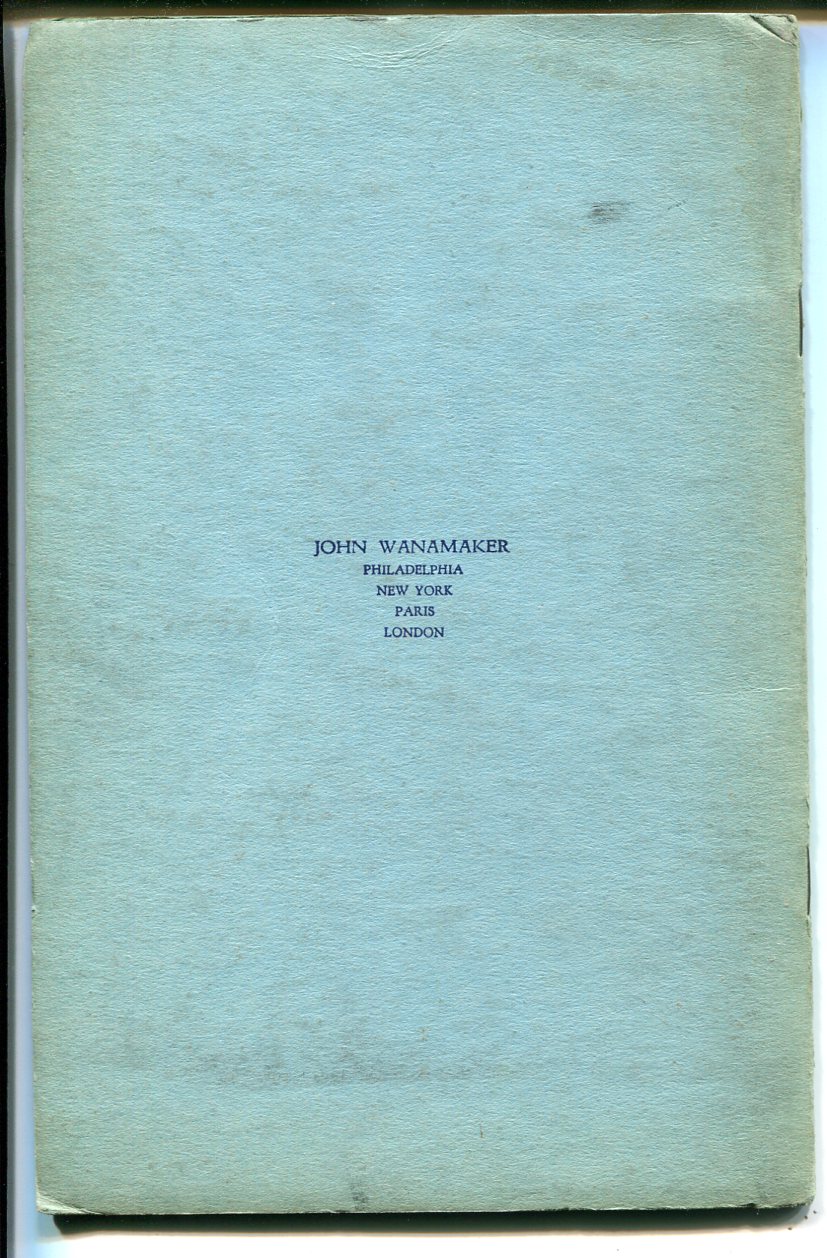 JOHN WANAMAKER
PHILADELPHIA
NEW YORK
PARIS
LONDON